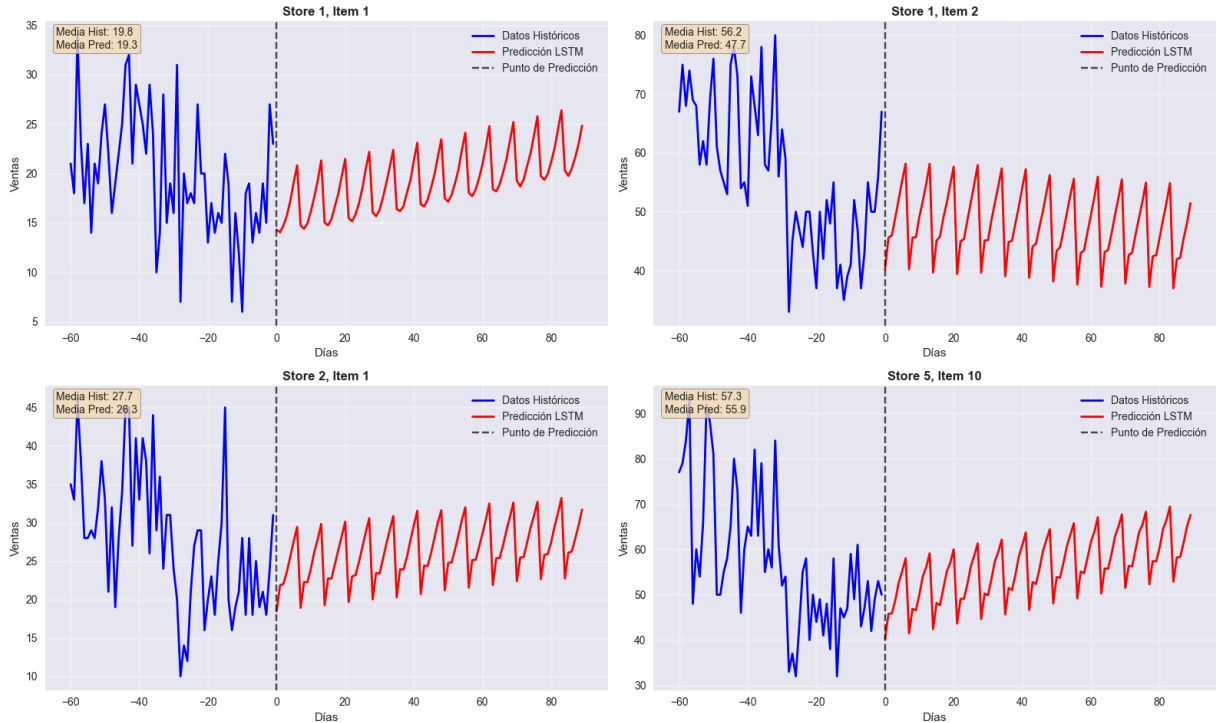 Store 1, Item 1
Media Hist: 19.8
Media Pred: 19.3
Datos Históricos
Predicción LSTM
Punto de Predicción
Ventas
35
30
25
20
15
10
5
−60
−40
−20
0
20
40
60
80
Días
Store 1, Item 2
Media Hist: 56.2
Media Pred: 47.7
Datos Históricos
Predicción LSTM
Punto de Predicción
Ventas
80
70
60
50
40
−60
−40
−20
0
20
40
60
80
Días
Store 2, Item 1
Media Hist: 27.7
Media Pred: 26.3
Datos Históricos
Predicción LSTM
Punto de Predicción
Ventas
45
40
35
30
25
20
15
10
−60
−40
−20
0
20
40
60
80
Días
Store 5, Item 10
Media Hist: 57.3
Media Pred: 55.9
Datos Históricos
Predicción LSTM
Punto de Predicción
Ventas
90
80
70
60
50
40
30
−60
−40
−20
0
20
40
60
80
Días